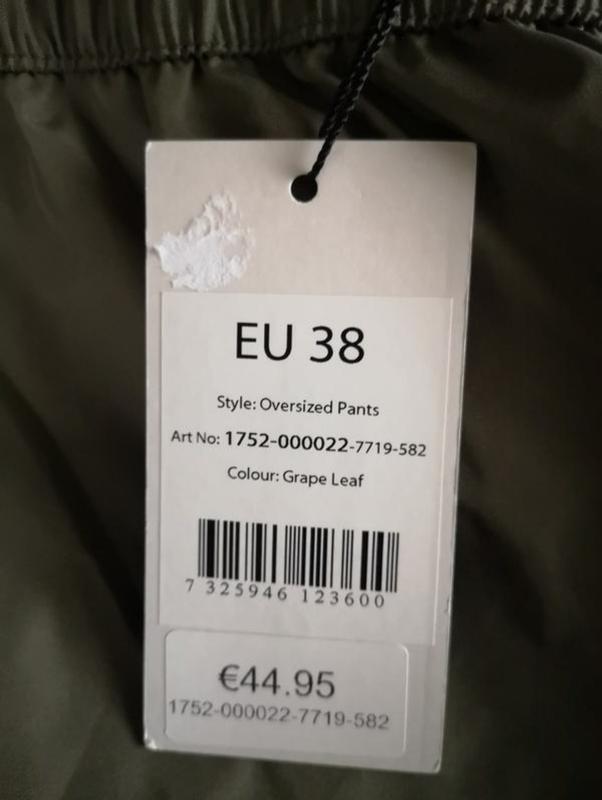 EU 38
Style: Oversized Pants
Art No: 1752-000022-7719-582
Colour: Grape Leaf
7 325946 123600
€44.95
1752-000022-7719-582